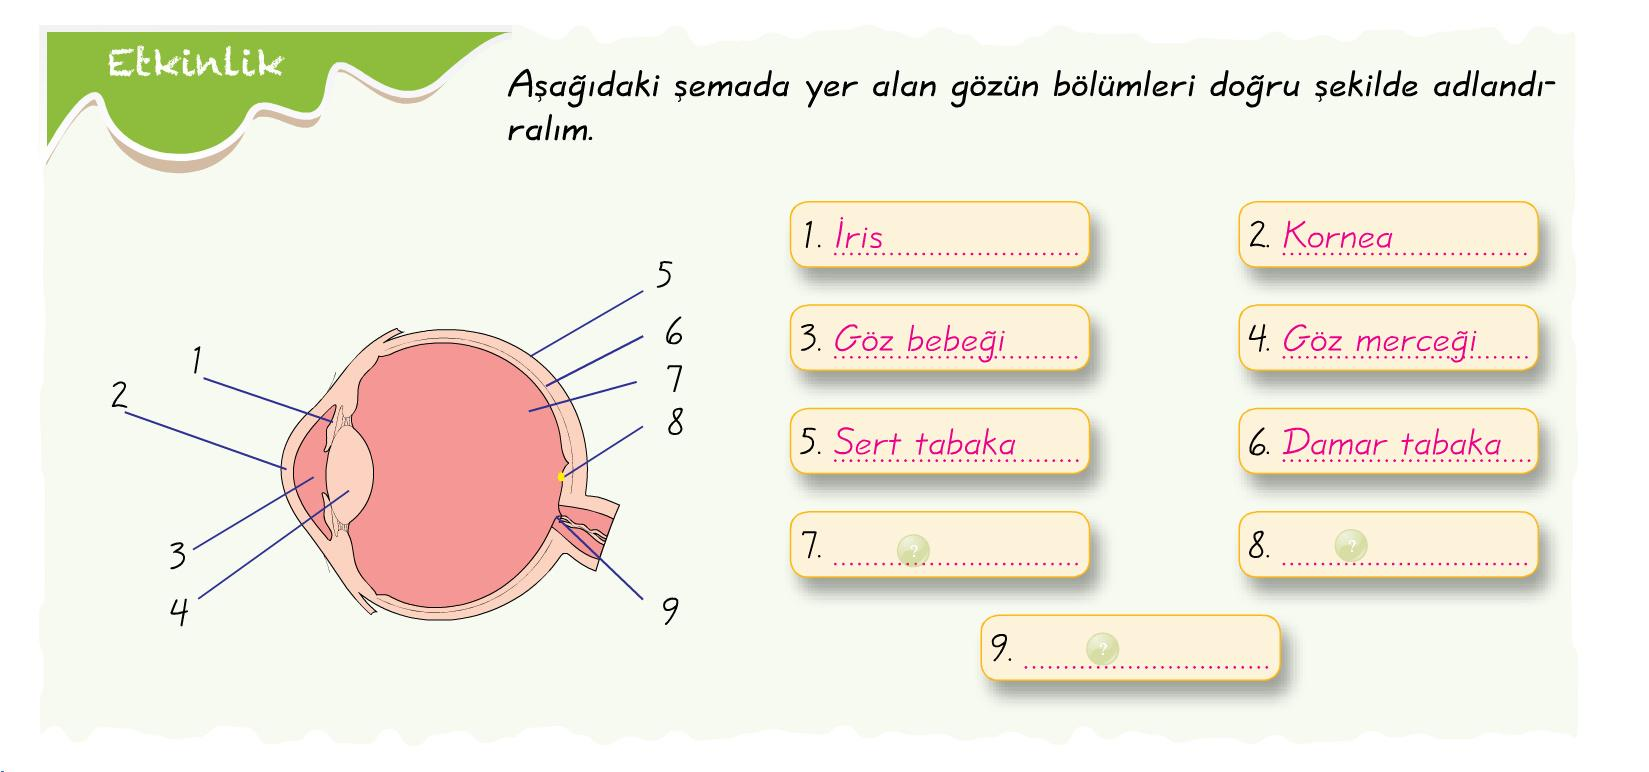 Etkinlik
Aşağıdaki şemada yer alan gözün bölümleri doğru şekilde adlandı-
ralım.
1. İris
2. Kornea
3. Göz bebeği
4. Göz merceği
5. Sert tabaka
6. Damar tabaka
7. ?
8. ?
9. ?
5
6
7
8
1
2
3
4
9